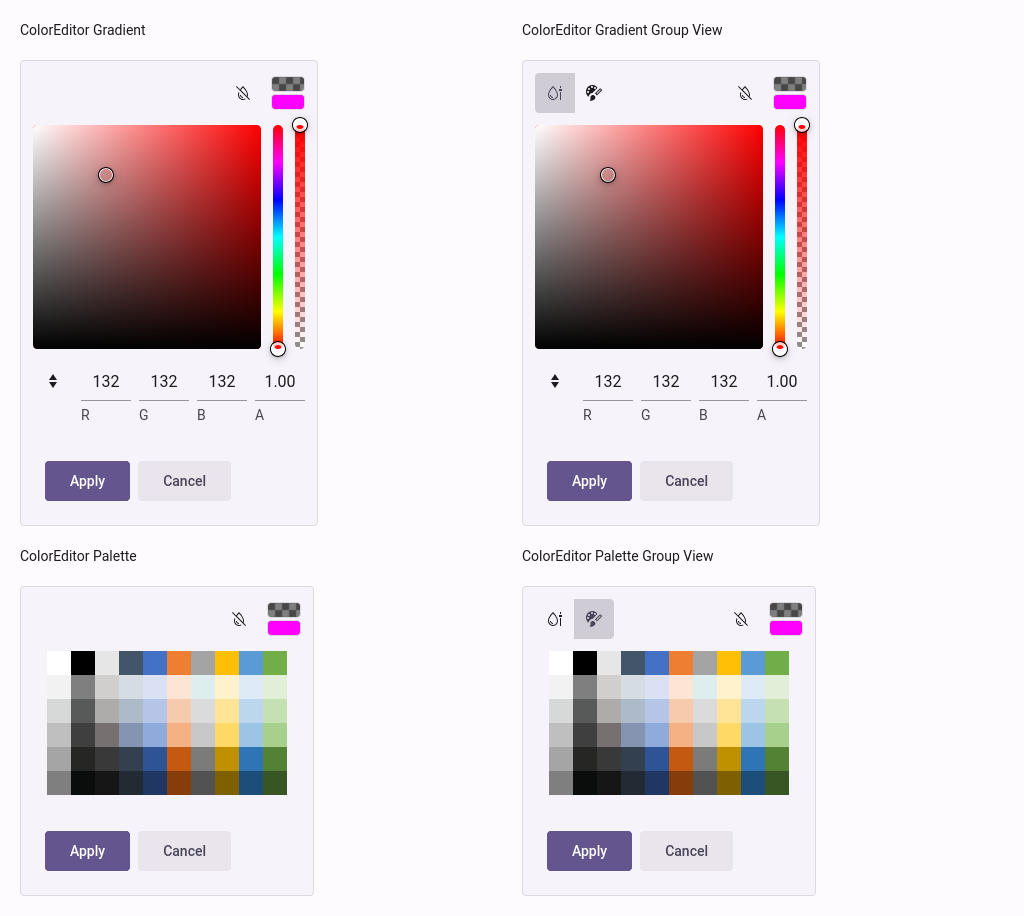 ColorEditor Gradient
132 132 132 1.00
R G B A
Apply Cancel
ColorEditor Gradient Group View
132 132 132 1.00
R G B A
Apply Cancel
ColorEditor Palette
Apply Cancel
ColorEditor Palette Group View
Apply Cancel